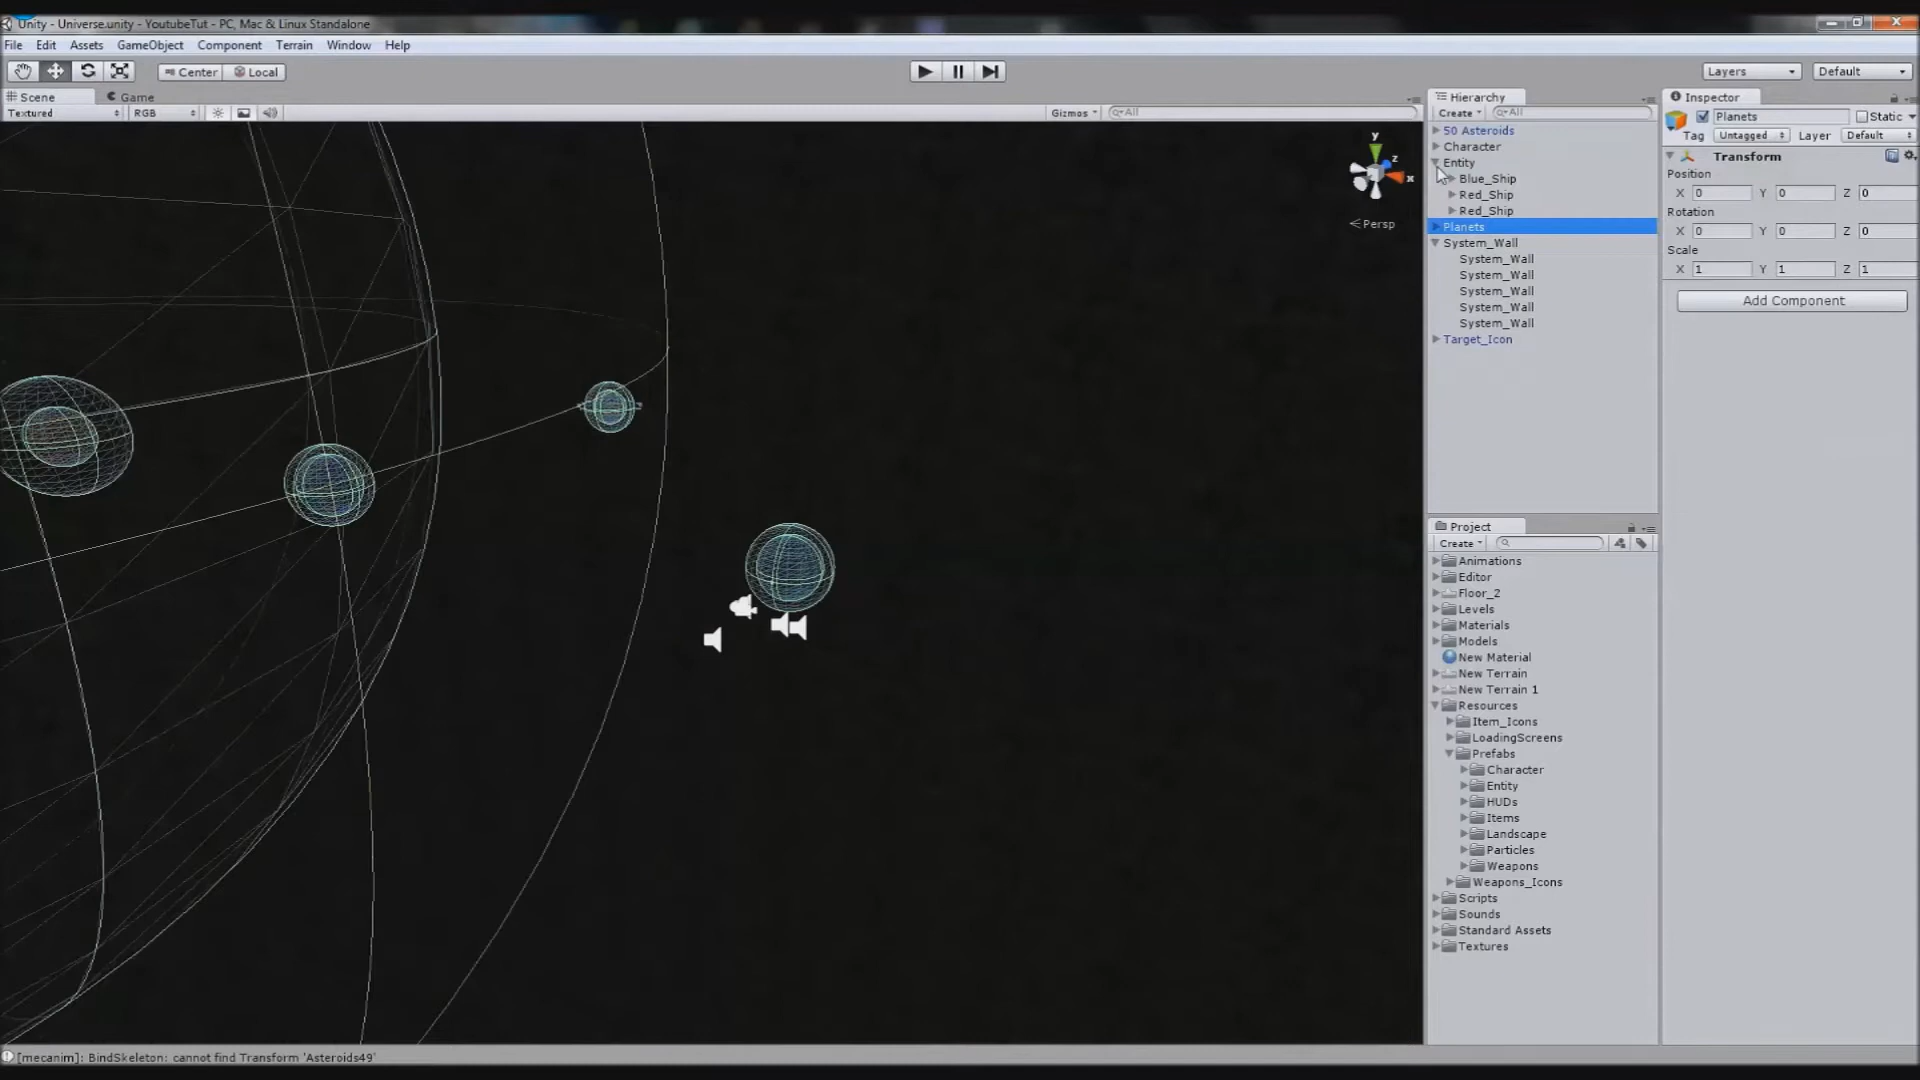 Unity - Universe.unity - YoutubeTut - PC, Mac & Linux Standalone
File Edit Assets GameObject Component Terrain Window Help
Center Local Layers Default
Scene Game
Textured RGB Gizmos All
y
z
x
Persp
Hierarchy
Create All
50 Asteroids
Character
Entity
Blue_Ship
Red_Ship
Red_Ship
Planets
System_Wall
System_Wall
System_Wall
System_Wall
System_Wall
System_Wall
Target_Icon
Project
Create
Animations
Editor
Floor_2
Levels
Materials
Models
New Material
New Terrain
New Terrain 1
Resources
Item_Icons
LoadingScreens
Prefabs
Character
Entity
HUDs
Items
Landscape
Particles
Weapons
Weapons_Icons
Scripts
Sounds
Standard Assets
Textures
Inspector
Planets Static
Tag Untagged Layer Default
Transform
Position
X 0 Y 0 Z 0
Rotation
X 0 Y 0 Z 0
Scale
X 1 Y 1 Z 1
Add Component
[mecanim]: BindSkeleton: cannot find Transform 'Asteroids49'